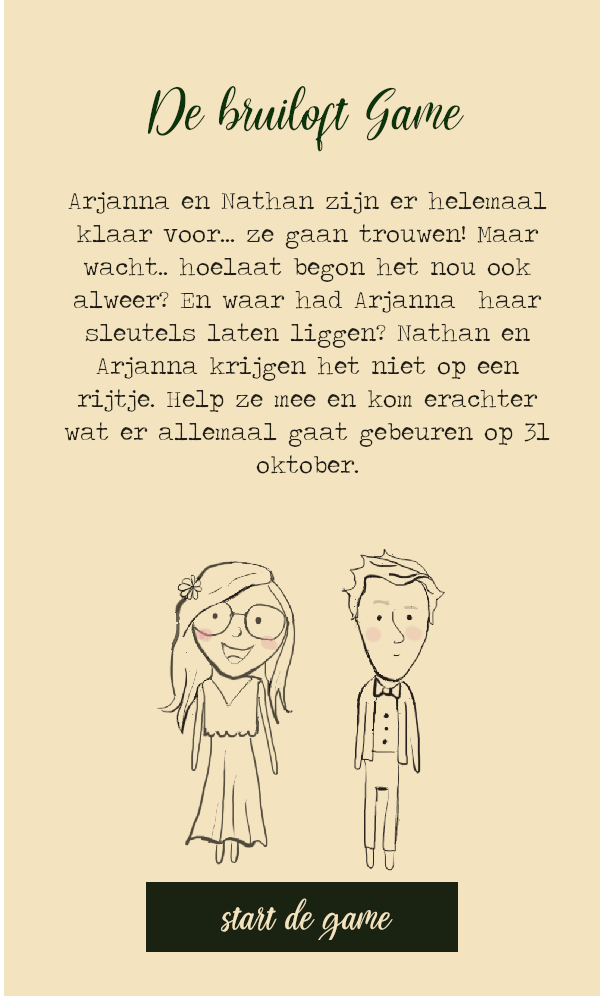 De bruiloft Game
Arjanna en Nathan zijn er helemaal
klaar voor... ze gaan trouwen! Maar
wacht.. hoelaat begon het nou ook
alweer? En waar had Arjanna  haar
sleutels laten liggen? Nathan en
Arjanna krijgen het niet op een
rijtje. Help ze mee en kom erachter
wat er allemaal gaat gebeuren op 31
oktober.
start de game